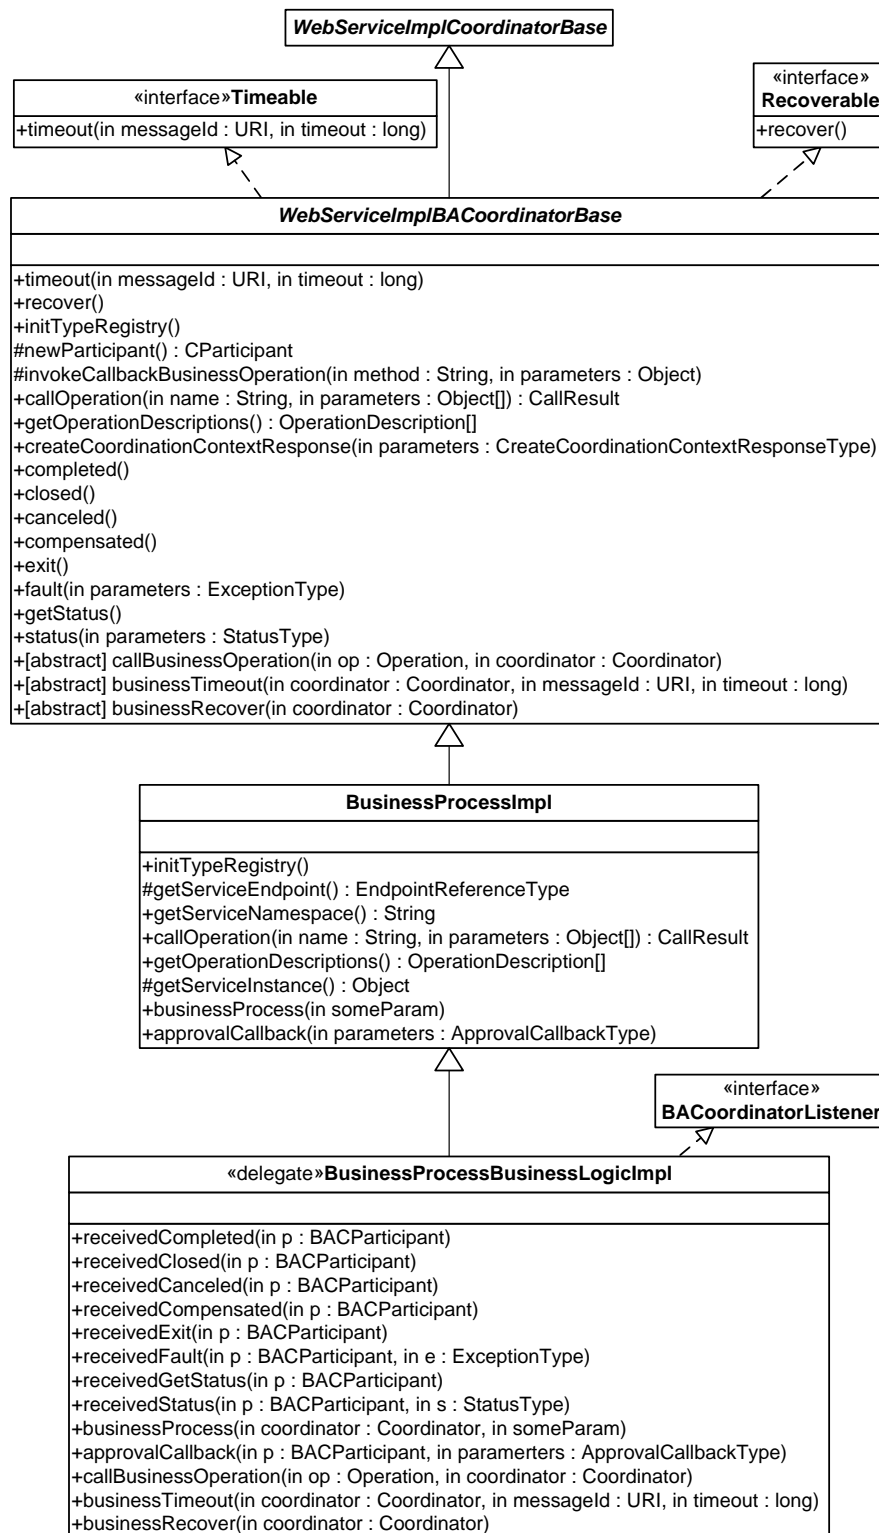 WebServiceImplCoordinatorBase
«interface»Timeable
+timeout(in messageId : URI, in timeout : long)
«interface»
Recoverable
+recover()
WebServiceImplBACoordinatorBase
+timeout(in messageId : URI, in timeout : long)
+recover()
+initTypeRegistry()
#newParticipant() : CParticipant
#invokeCallbackBusinessOperation(in method : String, in parameters : Object)
+callOperation(in name : String, in parameters : Object[]) : CallResult
+getOperationDescriptions() : OperationDescription[]
+createCoordinationContextResponse(in parameters : CreateCoordinationContextResponseType)
+completed()
+closed()
+canceled()
+compensated()
+exit()
+fault(in parameters : ExceptionType)
+getStatus()
+status(in parameters : StatusType)
+[abstract] callBusinessOperation(in op : Operation, in coordinator : Coordinator)
+[abstract] businessTimeout(in coordinator : Coordinator, in messageId : URI, in timeout : long)
+[abstract] businessRecover(in coordinator : Coordinator)
BusinessProcessImpl
+initTypeRegistry()
#getServiceEndpoint() : EndpointReferenceType
+getServiceNamespace() : String
+callOperation(in name : String, in parameters : Object[]) : CallResult
+getOperationDescriptions() : OperationDescription[]
#getServiceInstance() : Object
+businessProcess(in someParam)
+approvalCallback(in parameters : ApprovalCallbackType)
«interface»
BACoordinatorListener
«delegate»BusinessProcessBusinessLogicImpl
+receivedCompleted(in p : BACParticipant)
+receivedClosed(in p : BACParticipant)
+receivedCanceled(in p : BACParticipant)
+receivedCompensated(in p : BACParticipant)
+receivedExit(in p : BACParticipant)
+receivedFault(in p : BACParticipant, in e : ExceptionType)
+receivedGetStatus(in p : BACParticipant)
+receivedStatus(in p : BACParticipant, in s : StatusType)
+businessProcess(in coordinator : Coordinator, in someParam)
+approvalCallback(in p : BACParticipant, in paramerters : ApprovalCallbackType)
+callBusinessOperation(in op : Operation, in coordinator : Coordinator)
+businessTimeout(in coordinator : Coordinator, in messageId : URI, in timeout : long)
+businessRecover(in coordinator : Coordinator)